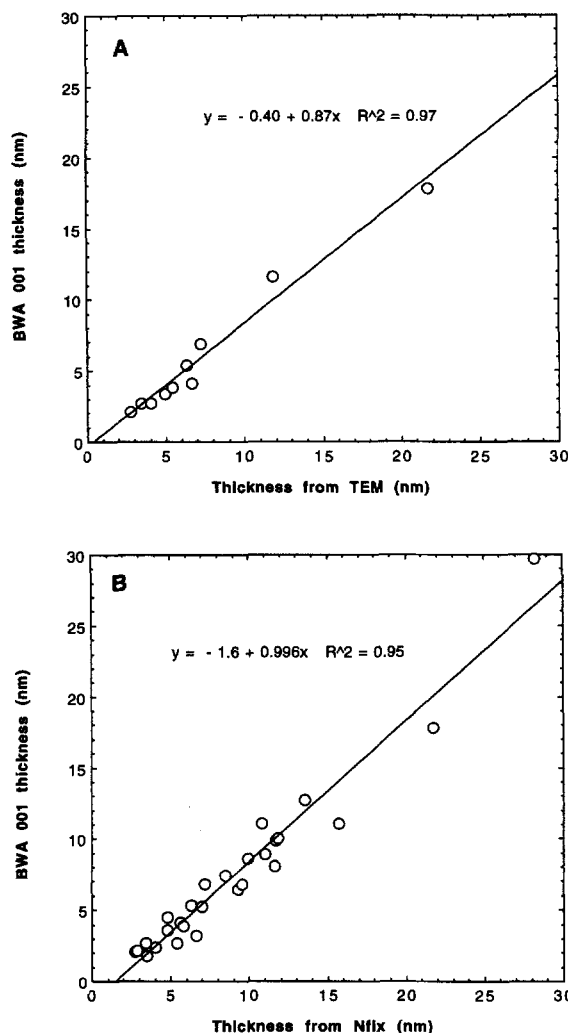 A
30
25
20
15
10
5
0
BWA 001 thickness (nm)
y = - 0.40 + 0.87x R^2 = 0.97
0 5 10 15 20 25 30
Thickness from TEM (nm)
B
30
25
20
15
10
5
0
BWA 001 thickness (nm)
y = - 1.6 + 0.996x R^2 = 0.95
0 5 10 15 20 25 30
Thickness from Nfix (nm)